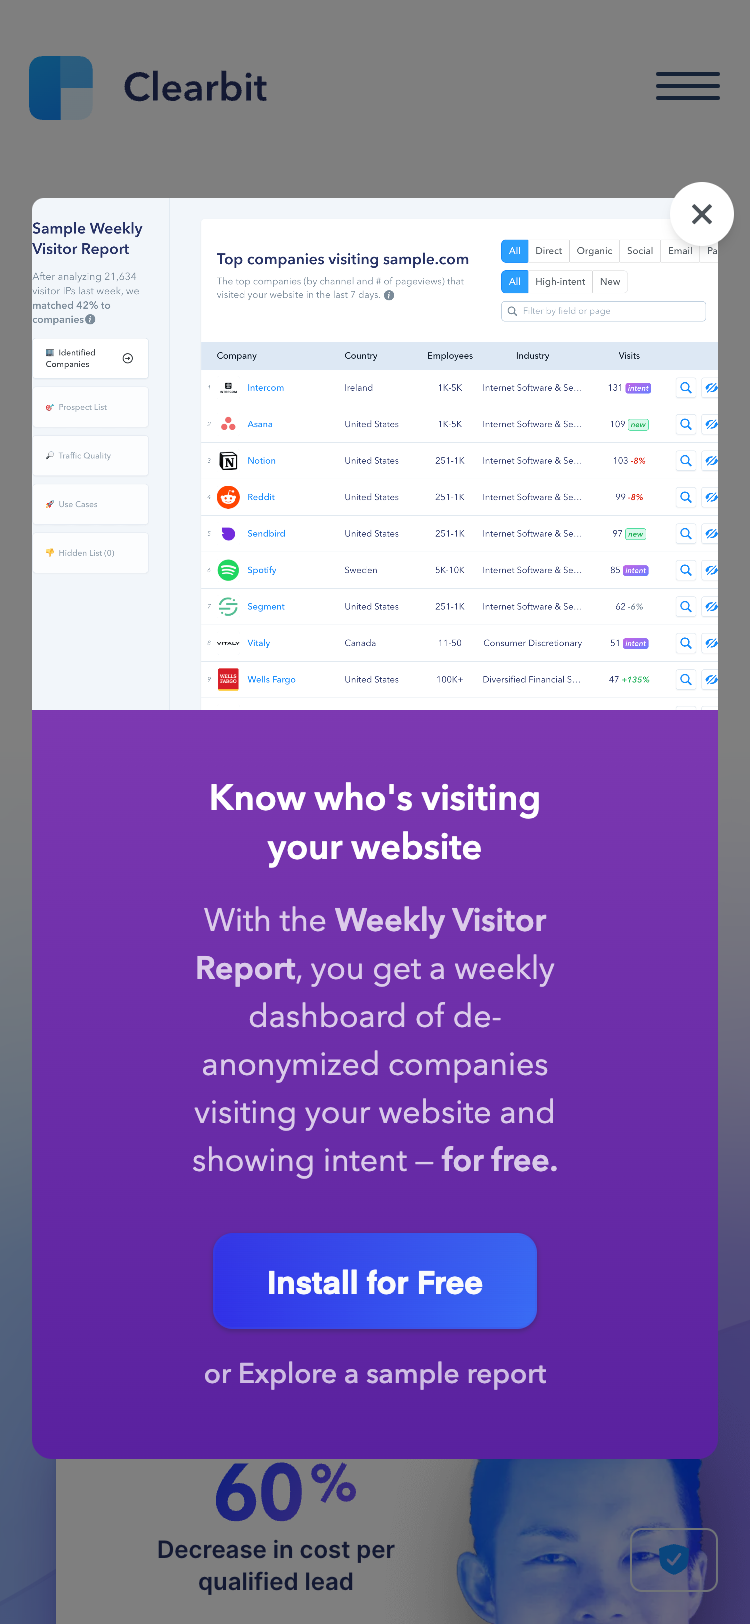 Clearbit
Sample Weekly
Visitor Report
After analyzing 21,634
visitor IPs last week, we
matched 42% to
companies
Identified
Companies
Prospect List
Traffic Quality
Use Cases
Hidden List (0)
Top companies visiting sample.com
The top companies (by channel and # of pageviews) that
visited your website in the last 7 days.
All Direct Organic Social Email Pa
All High-intent New
Filter by field or page
Company Country Employees Industry Visits
1 Intercom Ireland 1K-5K Internet Software & Se... 131 intent
2 Asana United States 1K-5K Internet Software & Se... 109 new
3 Notion United States 251-1K Internet Software & Se... 103 -8%
4 Reddit United States 251-1K Internet Software & Se... 99 -8%
5 Sendbird United States 251-1K Internet Software & Se... 97 new
6 Spotify Sweden 5K-10K Internet Software & Se... 85 intent
7 Segment United States 251-1K Internet Software & Se... 62 -6%
8 VITALY Vitaly Canada 11-50 Consumer Discretionary 51 intent
9 WELLS FARGO Wells Fargo United States 100K+ Diversified Financial S... 47 +135%
Know who's visiting
your website
With the Weekly Visitor
Report, you get a weekly
dashboard of de-
anonymized companies
visiting your website and
showing intent — for free.
Install for Free
or Explore a sample report
60%
Decrease in cost per
qualified lead